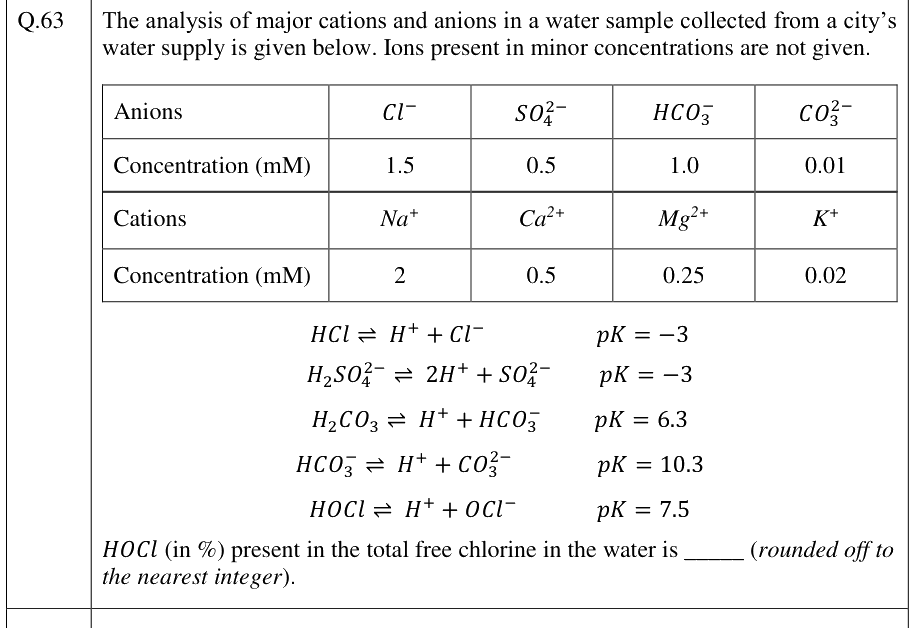 Q.63
The analysis of major cations and anions in a water sample collected from a city's
water supply is given below. Ions present in minor concentrations are not given.
Anions Cl⁻ SO₄²⁻ HCO₃⁻ CO₃²⁻
Concentration (mM) 1.5 0.5 1.0 0.01
Cations Na⁺ Ca²⁺ Mg²⁺ K⁺
Concentration (mM) 2 0.5 0.25 0.02
HCl ⇌ H⁺ + Cl⁻ pK = −3
H₂SO₄²⁻ ⇌ 2H⁺ + SO₄²⁻ pK = −3
H₂CO₃ ⇌ H⁺ + HCO₃⁻ pK = 6.3
HCO₃⁻ ⇌ H⁺ + CO₃²⁻ pK = 10.3
HOCl ⇌ H⁺ + OCl⁻ pK = 7.5
HOCl (in %) present in the total free chlorine in the water is _____ (rounded off to
the nearest integer).